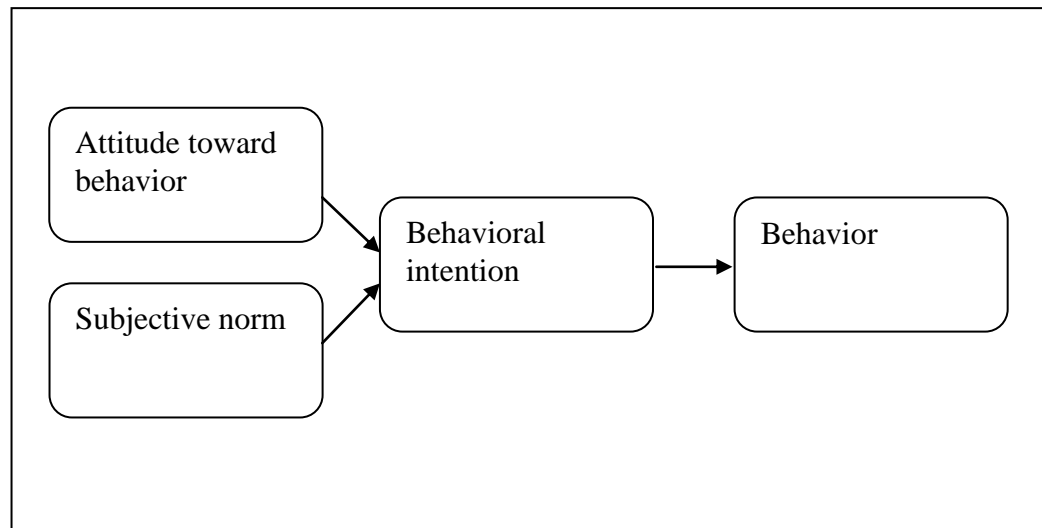 Attitude toward
behavior
Subjective norm
Behavioral
intention
Behavior